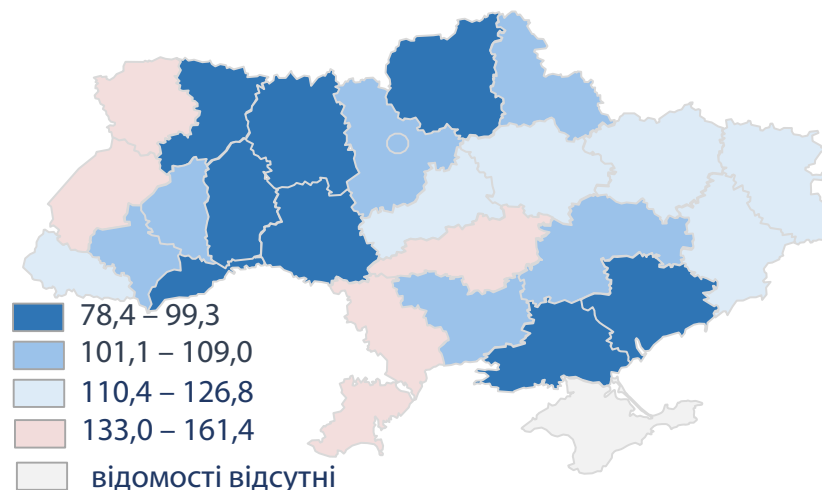 78,4 – 99,3
101,1 – 109,0
110,4 – 126,8
133,0 – 161,4
відомості відсутні